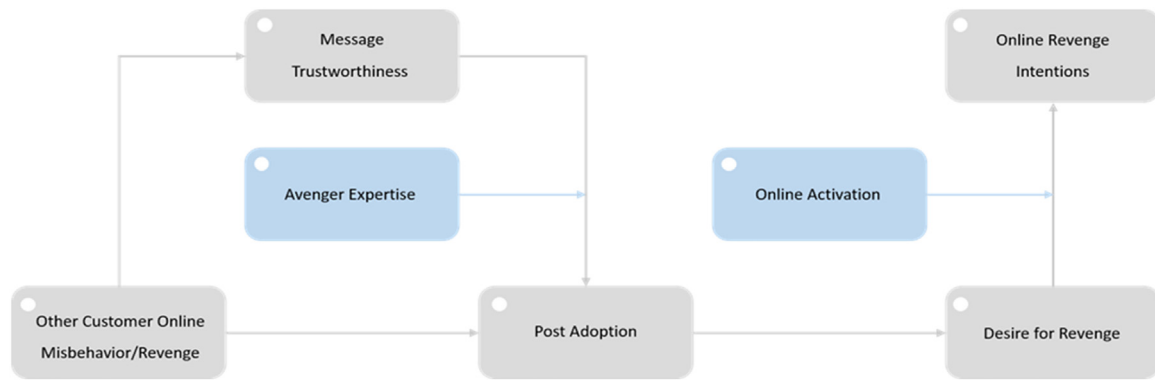 Message
Trustworthiness
Online Revenge
Intentions
Avenger Expertise
Online Activation
Other Customer Online
Misbehavior/Revenge
Post Adoption
Desire for Revenge